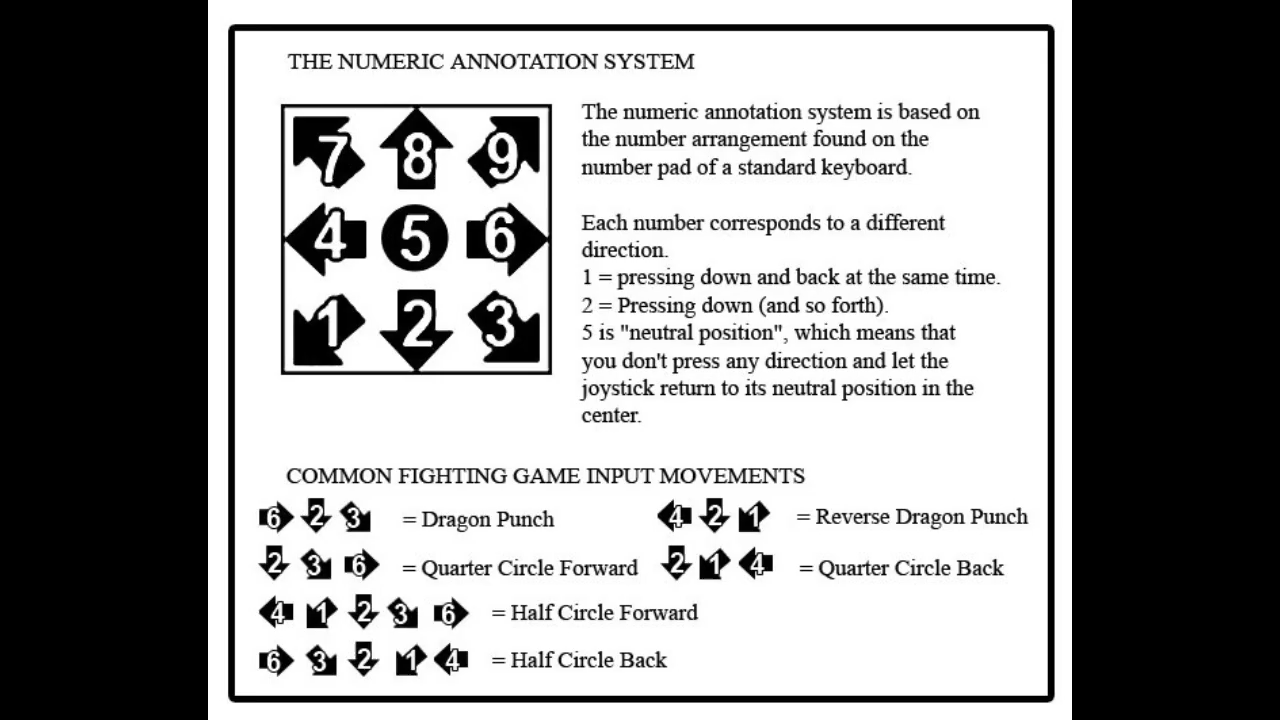 THE NUMERIC ANNOTATION SYSTEM
7 8 9
4 5 6
1 2 3
The numeric annotation system is based on
the number arrangement found on the
number pad of a standard keyboard.
Each number corresponds to a different
direction.
1 = pressing down and back at the same time.
2 = Pressing down (and so forth).
5 is "neutral position", which means that
you don't press any direction and let the
joystick return to its neutral position in the
center.
COMMON FIGHTING GAME INPUT MOVEMENTS
6 2 3 = Dragon Punch
4 2 1 = Reverse Dragon Punch
2 3 6 = Quarter Circle Forward
2 1 4 = Quarter Circle Back
4 1 2 3 6 = Half Circle Forward
6 3 2 1 4 = Half Circle Back